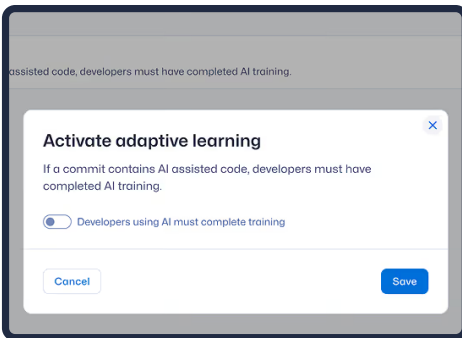 assisted code, developers must have completed AI training.
Activate adaptive learning
If a commit contains AI assisted code, developers must have
completed AI training.
Developers using AI must complete training
Cancel
Save